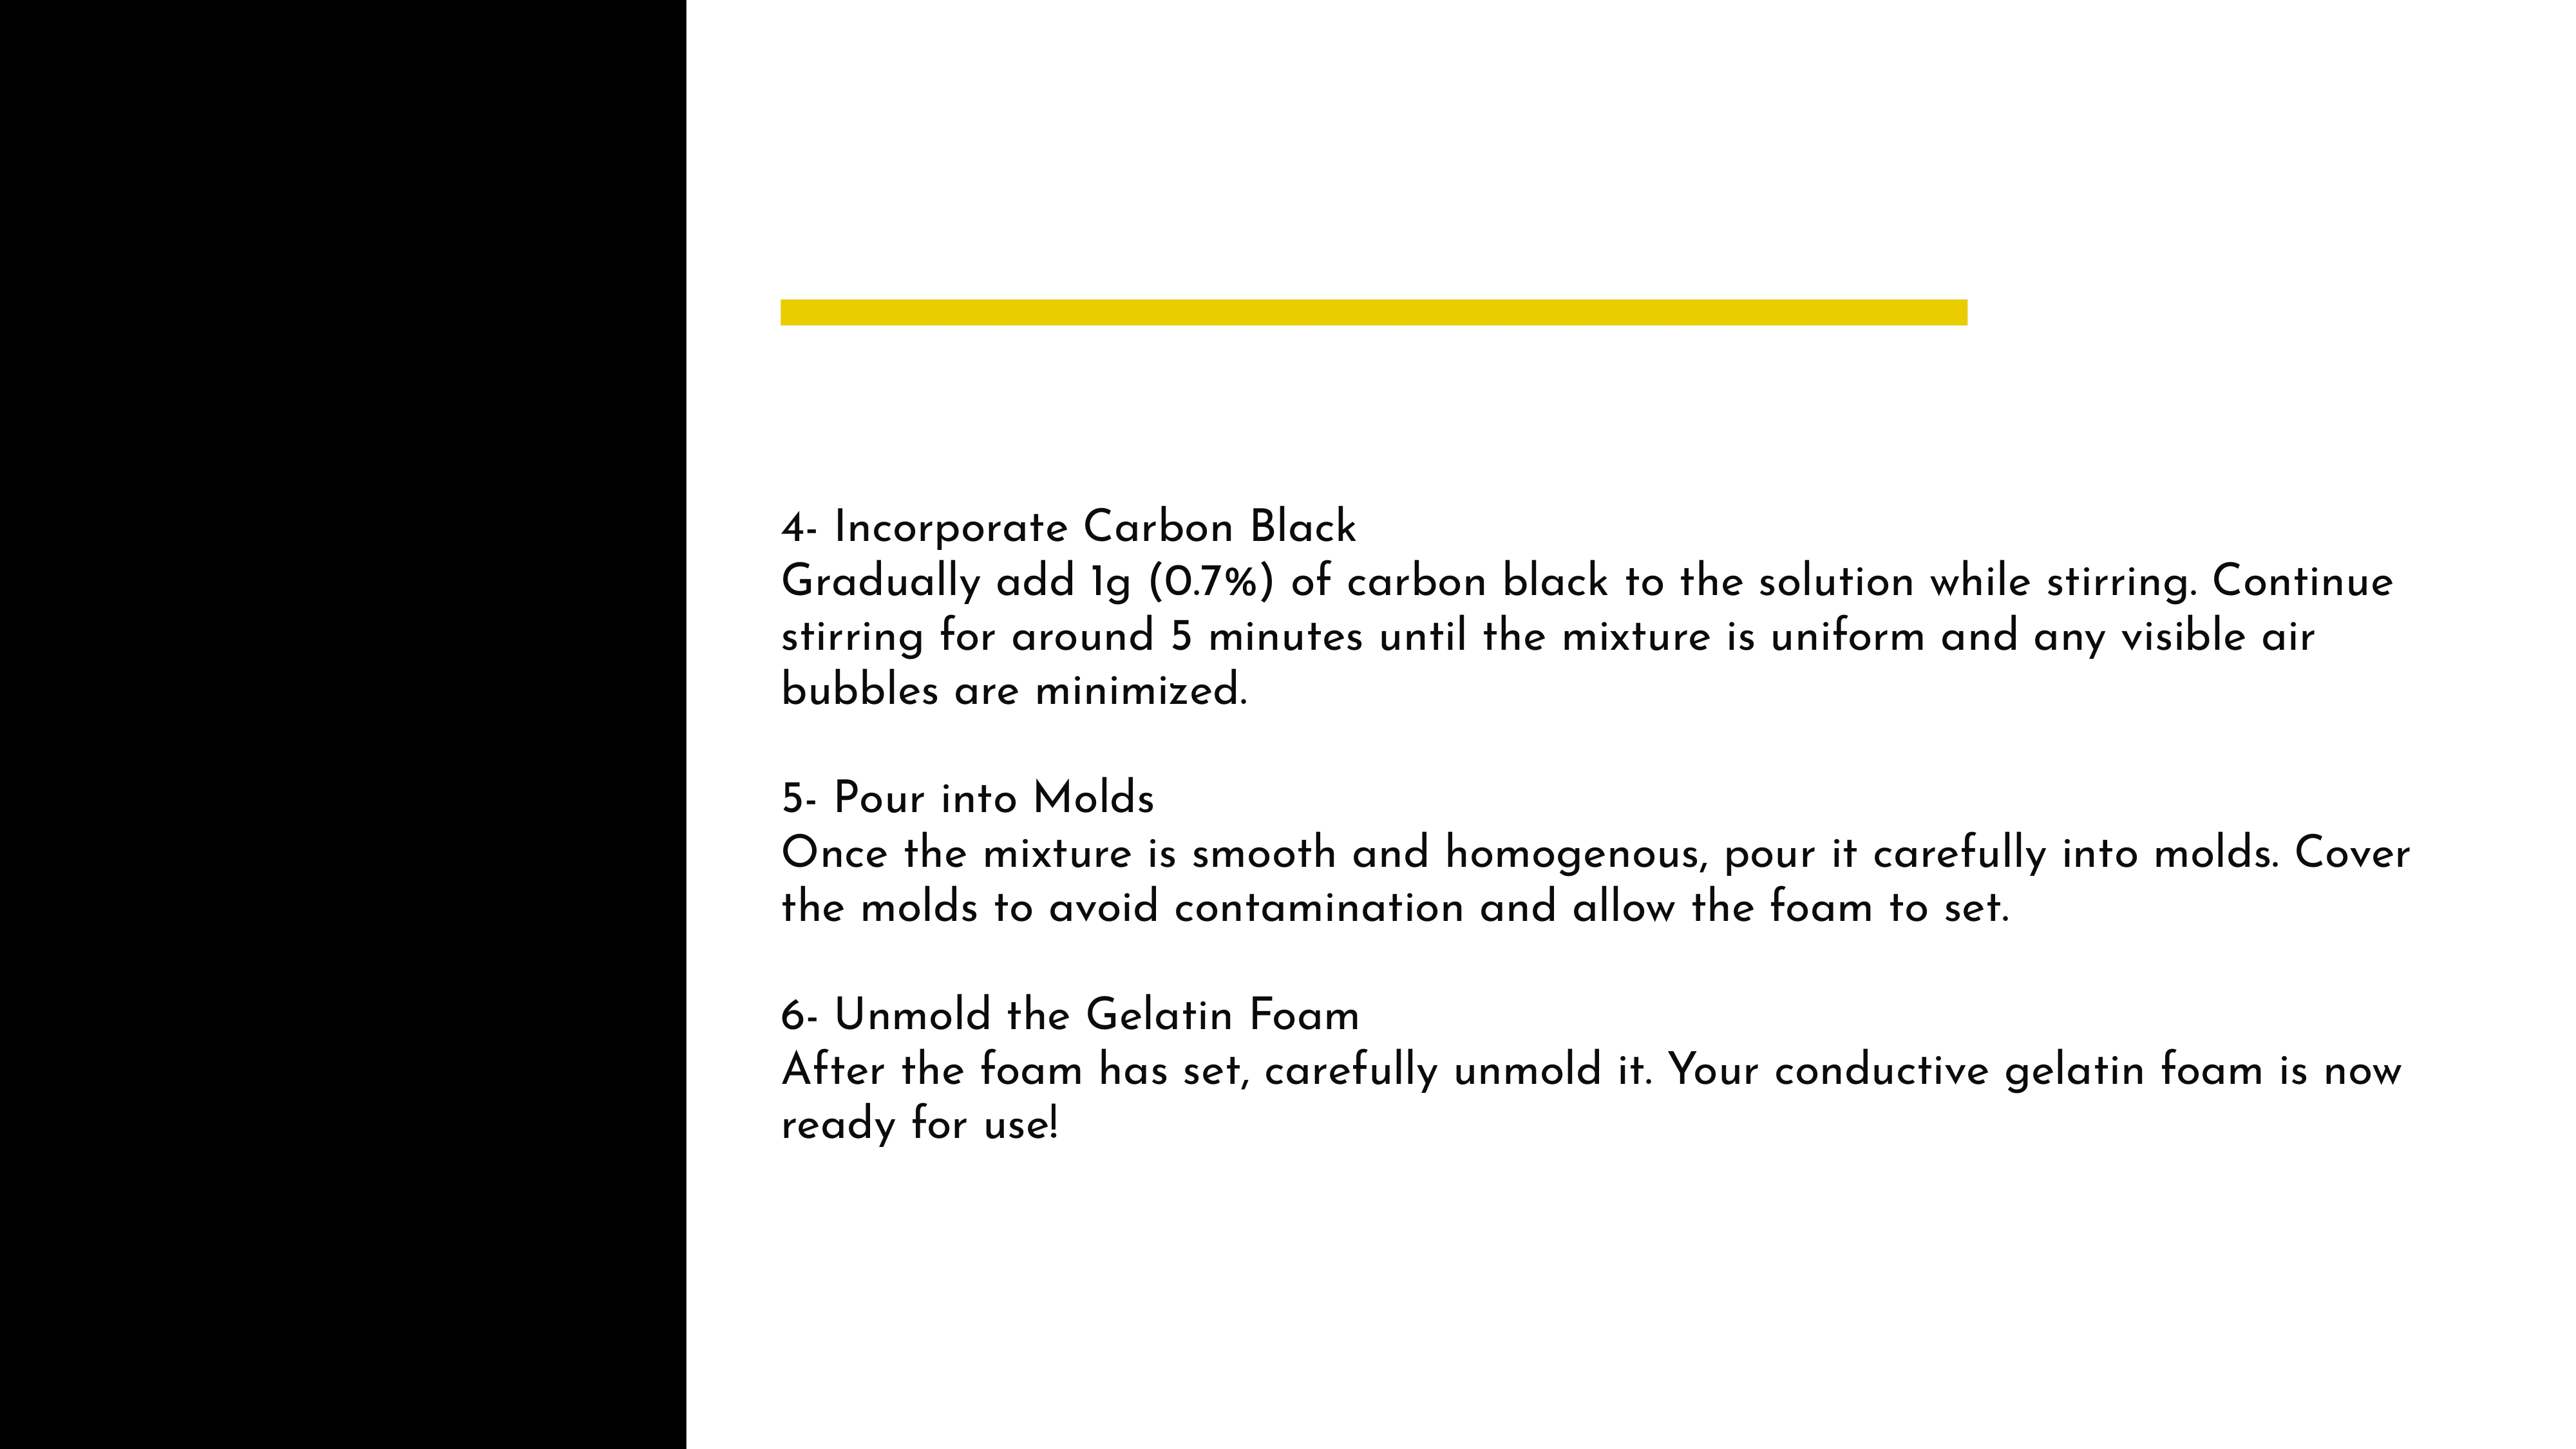 4- Incorporate Carbon Black
Gradually add 1g (0.7%) of carbon black to the solution while stirring. Continue
stirring for around 5 minutes until the mixture is uniform and any visible air
bubbles are minimized.
5- Pour into Molds
Once the mixture is smooth and homogenous, pour it carefully into molds. Cover
the molds to avoid contamination and allow the foam to set.
6- Unmold the Gelatin Foam
After the foam has set, carefully unmold it. Your conductive gelatin foam is now
ready for use!